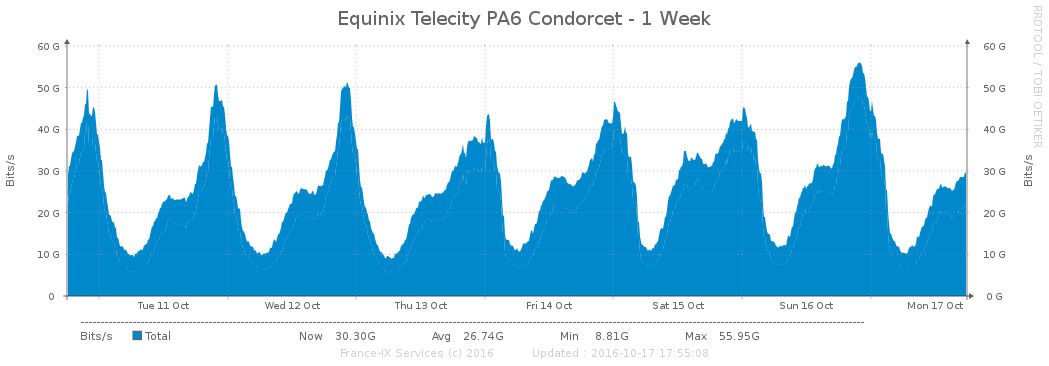 Equinix Telecity PA6 Condorcet - 1 Week
RRDTOOL / TOBI OETIKER
Bits/s
60 G
50 G
40 G
30 G
20 G
10 G
0
60 G
50 G
40 G
30 G
20 G
10 G
0 G
Bits/s
Tue 11 Oct Wed 12 Oct Thu 13 Oct Fri 14 Oct Sat 15 Oct Sun 16 Oct Mon 17 Oct
Bits/s Total Now 30.30G Avg 26.74G Min 8.81G Max 55.95G
France-IX Services (c) 2016 Updated : 2016-10-17 17:55:08